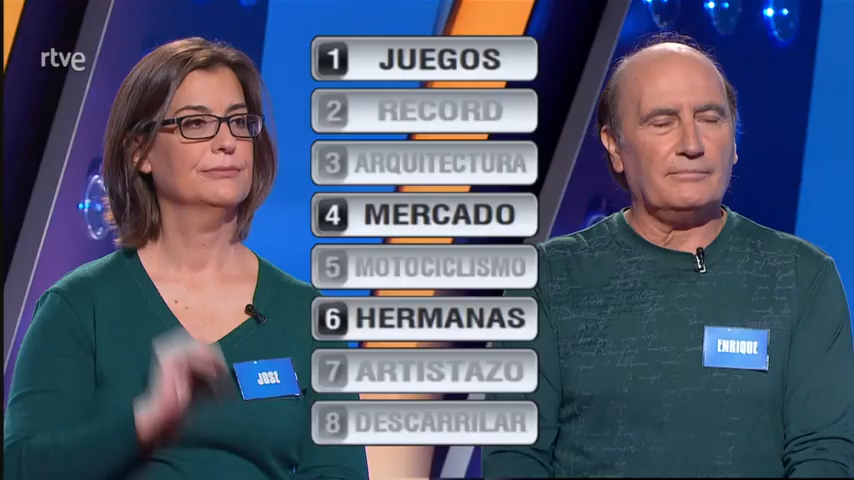 rtve
1 JUEGOS
2 RECORD
3 ARQUITECTURA
4 MERCADO
5 MOTOCICLISMO
6 HERMANAS
7 ARTISTAZO
8 DESCARRILAR
JOSE
ENRIQUE